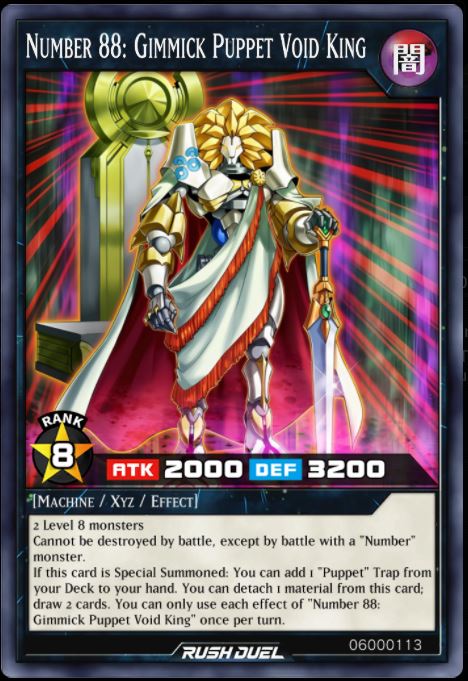 Number 88: Gimmick Puppet Void King
闇
RANK
8
ATK 2000 DEF 3200
[Machine / Xyz / Effect]
2 Level 8 monsters
Cannot be destroyed by battle, except by battle with a "Number"
monster.
If this card is Special Summoned: You can add 1 "Puppet" Trap from
your Deck to your hand. You can detach 1 material from this card;
draw 2 cards. You can only use each effect of "Number 88:
Gimmick Puppet Void King" once per turn.
06000113
RUSH DUEL